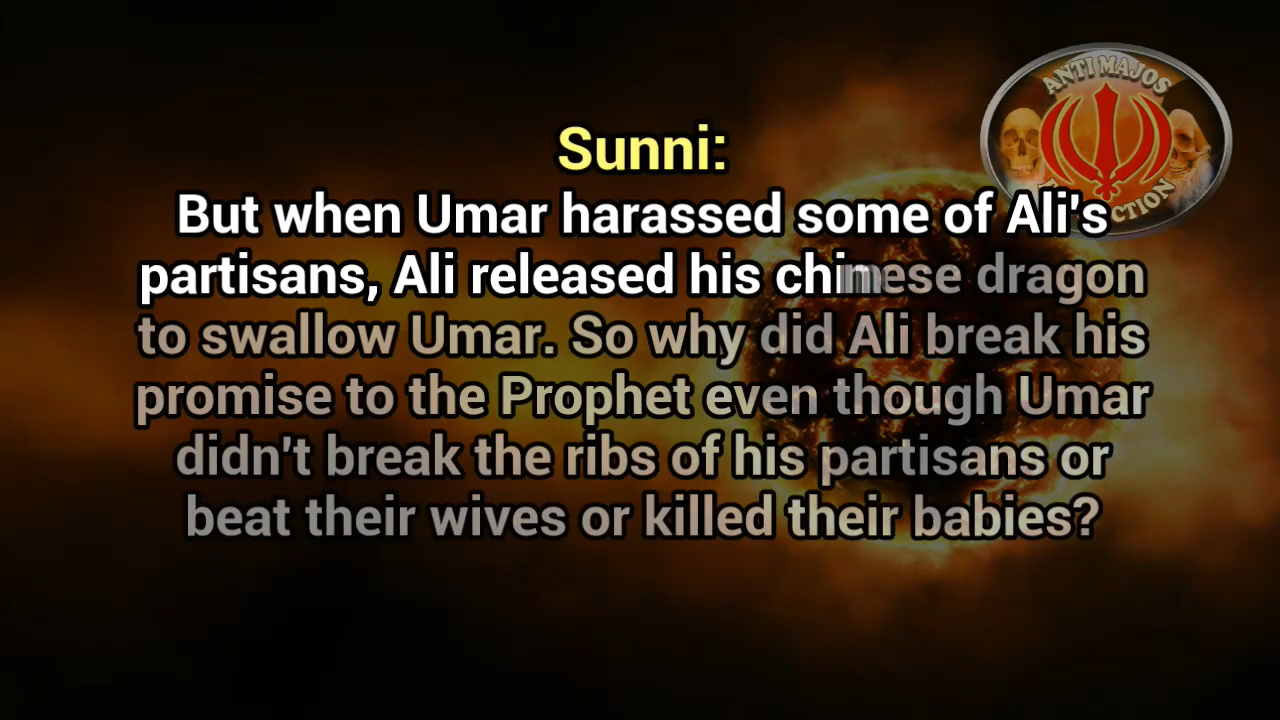 ANTI MAJOS
Sunni:
But when Umar harassed some of Ali's
partisans, Ali released his chinese dragon
to swallow Umar. So why did Ali break his
promise to the Prophet even though Umar
didn't break the ribs of his partisans or
beat their wives or killed their babies?